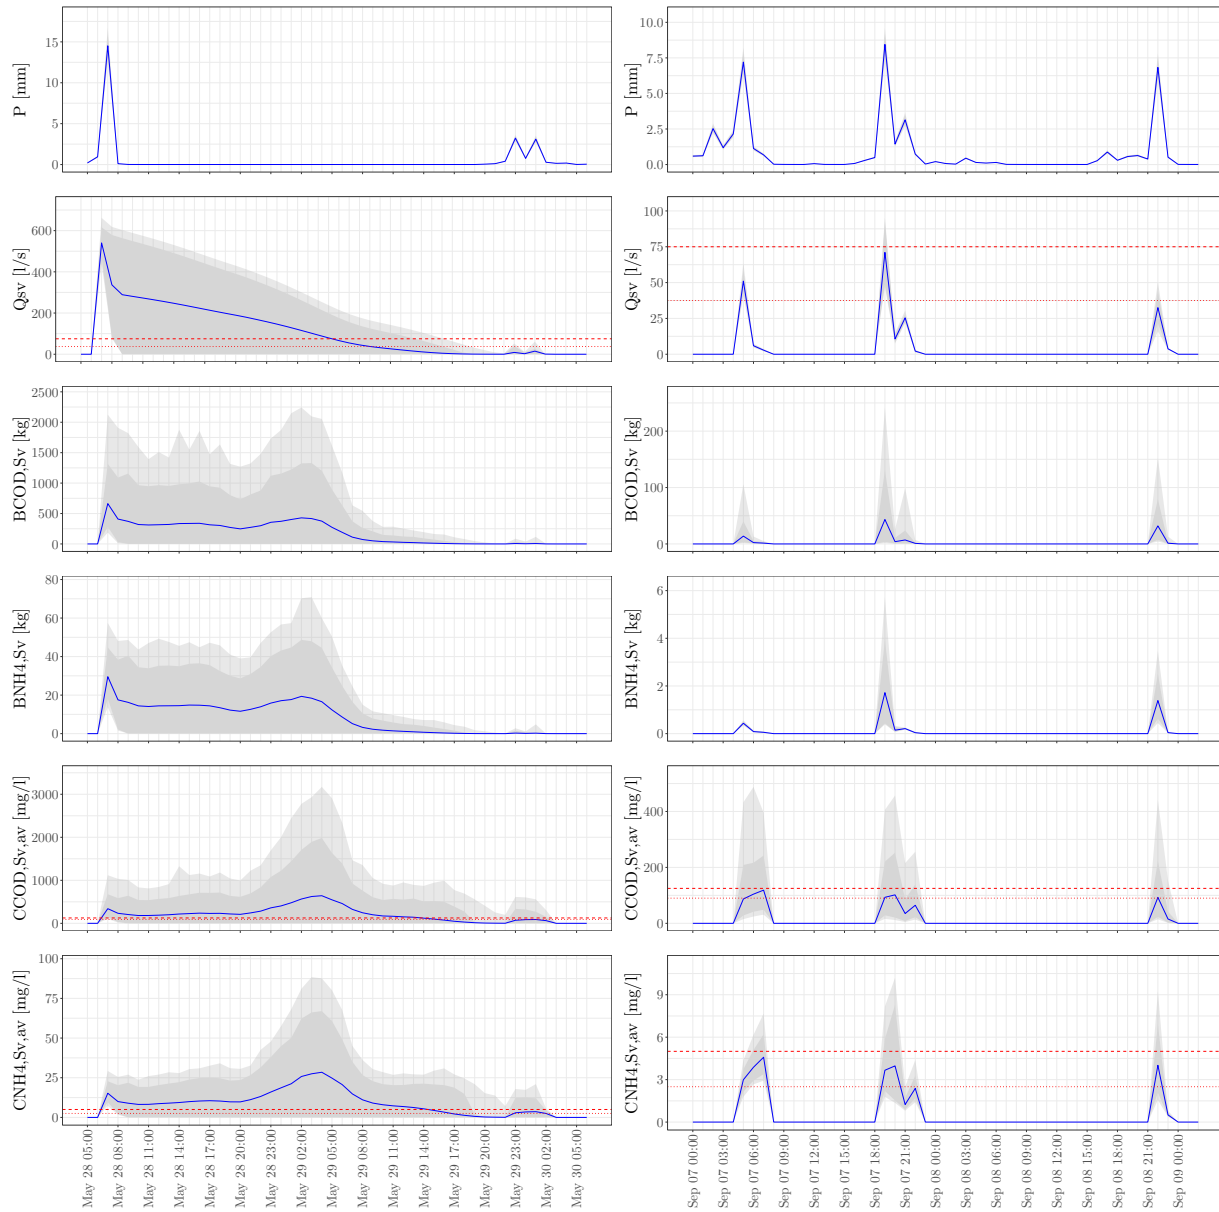 P [mm]
15
10
5
0
P [mm]
10.0
7.5
5.0
2.5
0.0
Qsv [l/s]
600
400
200
0
Qsv [l/s]
100
75
50
25
0
BCOD,Sv [kg]
2500
2000
1500
1000
500
0
BCOD,Sv [kg]
200
100
0
BNH4,Sv [kg]
80
60
40
20
0
BNH4,Sv [kg]
6
4
2
0
CCOD,Sv,av [mg/l]
3000
2000
1000
0
CCOD,Sv,av [mg/l]
400
200
0
CNH4,Sv,av [mg/l]
100
75
50
25
0
CNH4,Sv,av [mg/l]
9
6
3
0
May 28 05:00
May 28 08:00
May 28 11:00
May 28 14:00
May 28 17:00
May 28 20:00
May 28 23:00
May 29 02:00
May 29 05:00
May 29 08:00
May 29 11:00
May 29 14:00
May 29 17:00
May 29 20:00
May 29 23:00
May 30 02:00
May 30 05:00
Sep 07 00:00
Sep 07 03:00
Sep 07 06:00
Sep 07 09:00
Sep 07 12:00
Sep 07 15:00
Sep 07 18:00
Sep 07 21:00
Sep 08 00:00
Sep 08 03:00
Sep 08 06:00
Sep 08 09:00
Sep 08 12:00
Sep 08 15:00
Sep 08 18:00
Sep 08 21:00
Sep 09 00:00